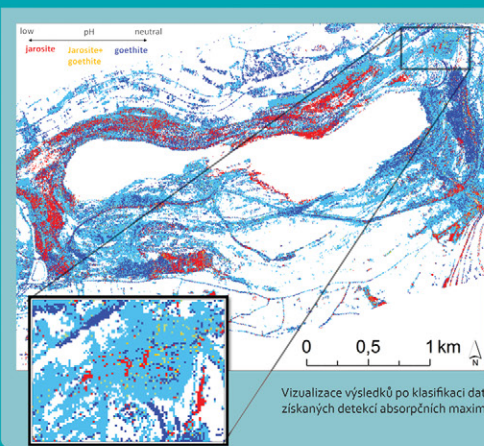 low pH neutral
jarosite Jarosite+ goethite
goethite
0 0,5 1 km
N
Vizualizace výsledků po klasifikaci dat
získaných detekcí absorpčních maxim